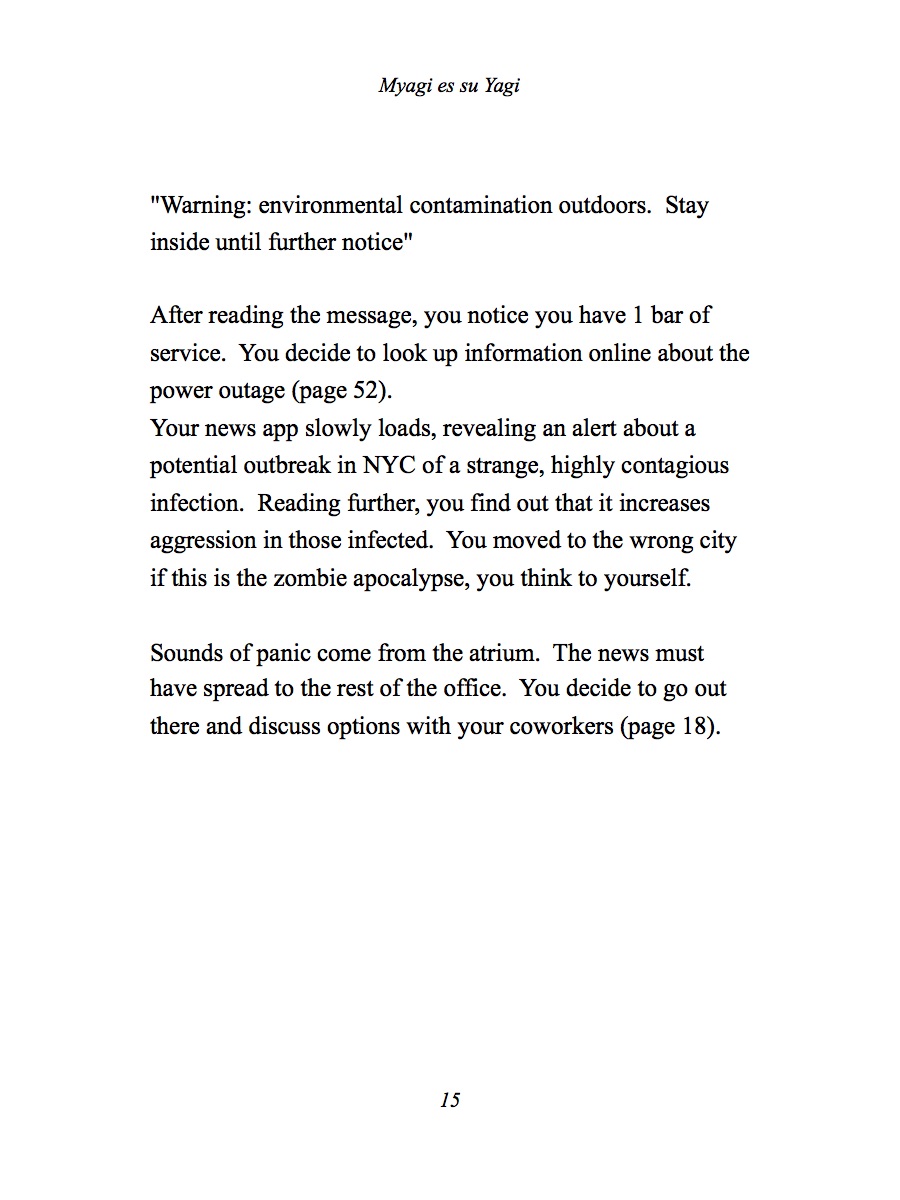 Myagi es su Yagi
"Warning: environmental contamination outdoors.  Stay
inside until further notice"
After reading the message, you notice you have 1 bar of
service.  You decide to look up information online about the
power outage (page 52).
Your news app slowly loads, revealing an alert about a
potential outbreak in NYC of a strange, highly contagious
infection.  Reading further, you find out that it increases
aggression in those infected.  You moved to the wrong city
if this is the zombie apocalypse, you think to yourself.
Sounds of panic come from the atrium.  The news must
have spread to the rest of the office.  You decide to go out
there and discuss options with your coworkers (page 18).
15